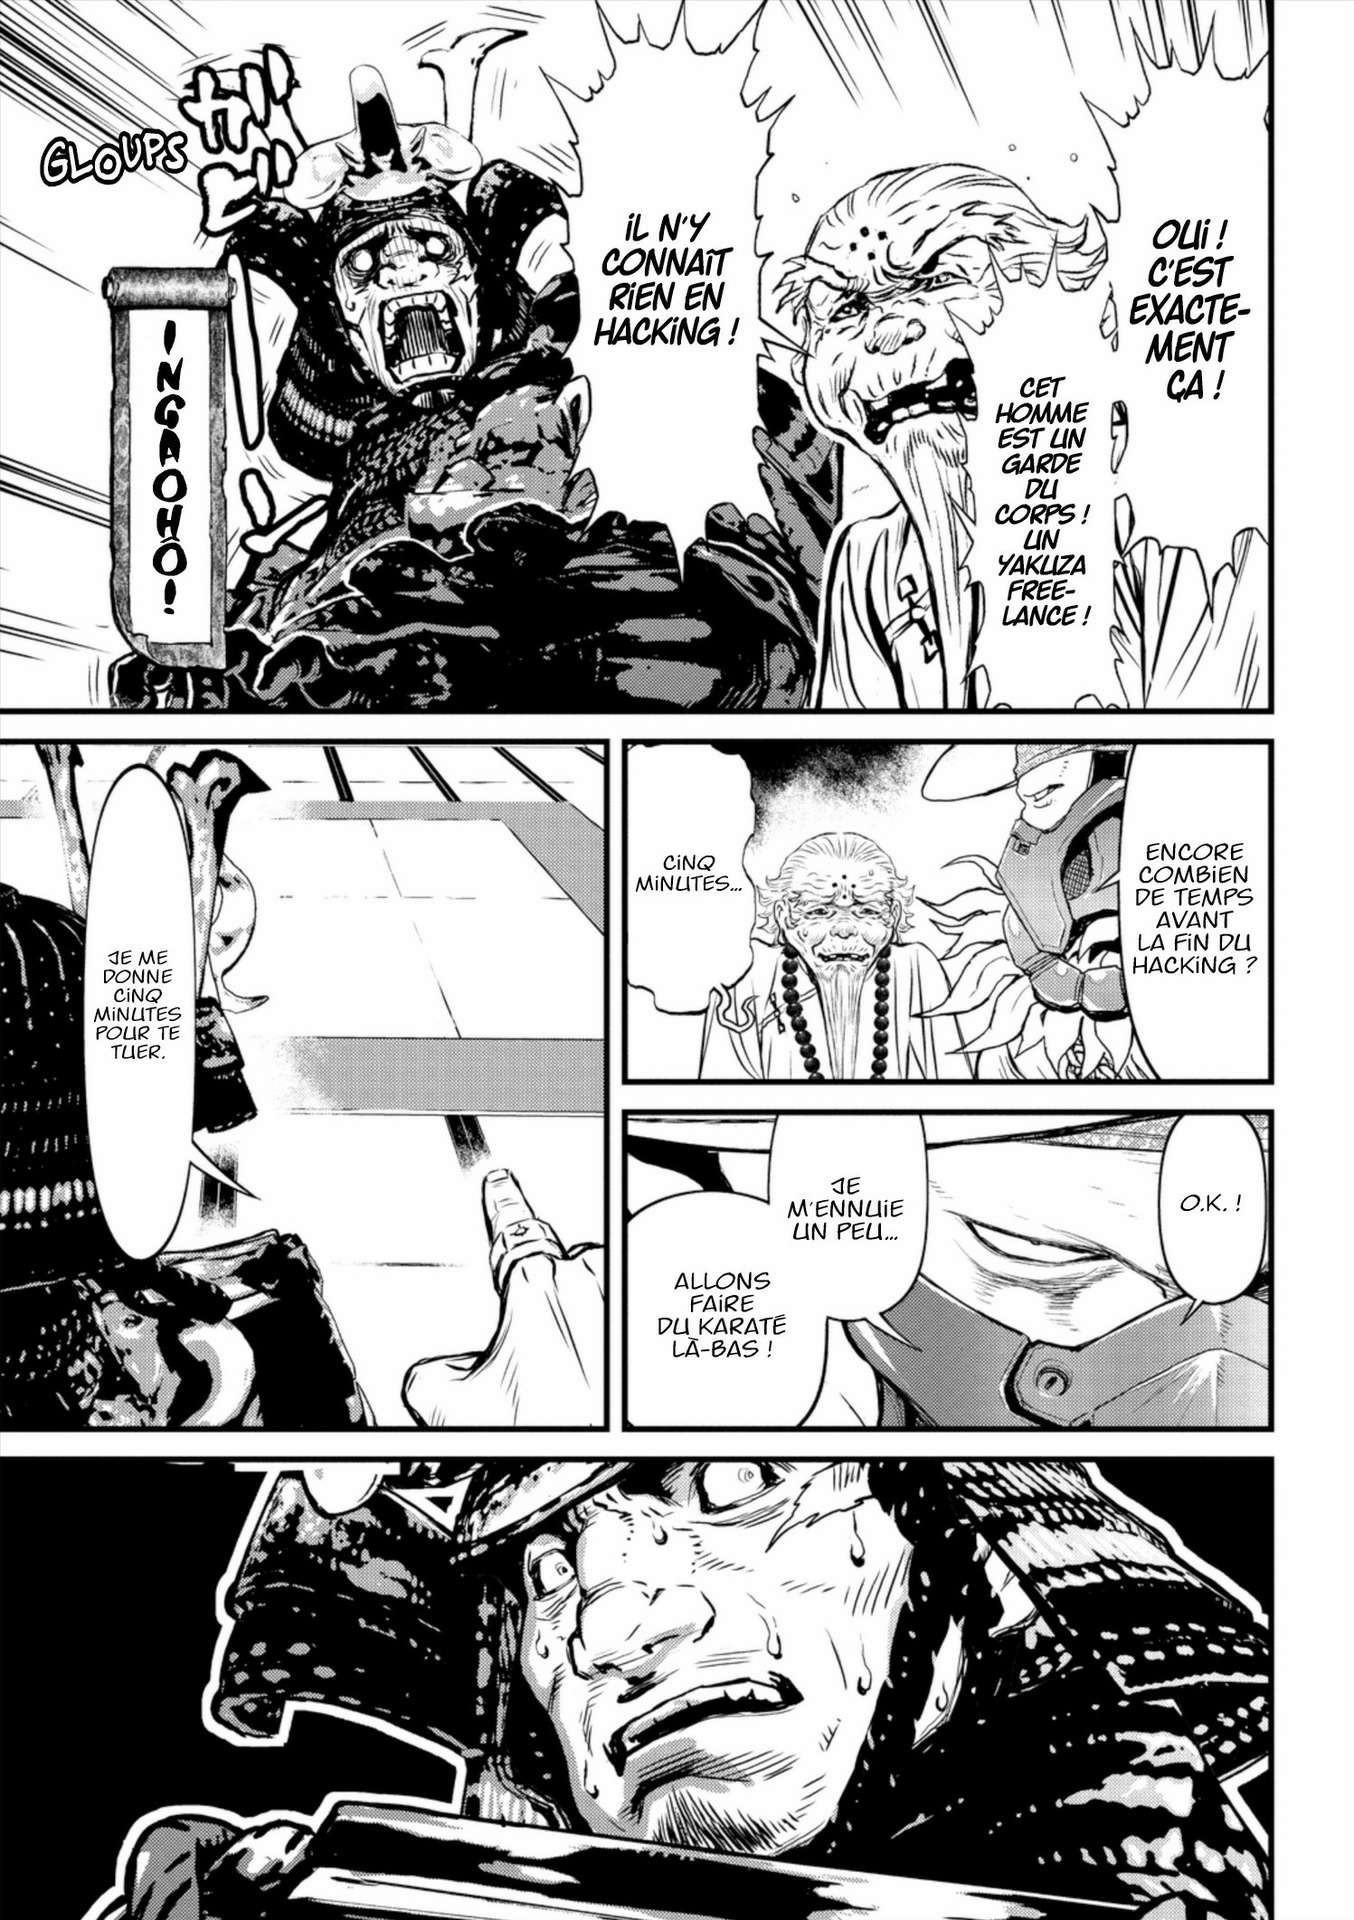 OUI !
C'EST
EXACTE-
MENT
ÇA !
CET
HOMME
EST UN
GARDE
DU
CORPS !
UN
YAKUZA
FREE-
LANCE !
IL N'Y
CONNAÎT
RIEN EN
HACKING !
ガビーン
GLOUPS
INGAOHÔ !
ENCORE
COMBIEN
DE TEMPS
AVANT
LA FIN DU
HACKING ?
CINQ
MINUTES...
O.K. !
JE
M'ENNUIE
UN PEU...
ALLONS
FAIRE
DU KARATÉ
LÀ-BAS !
JE ME
DONNE
CINQ
MINUTES
POUR TE
TUER.